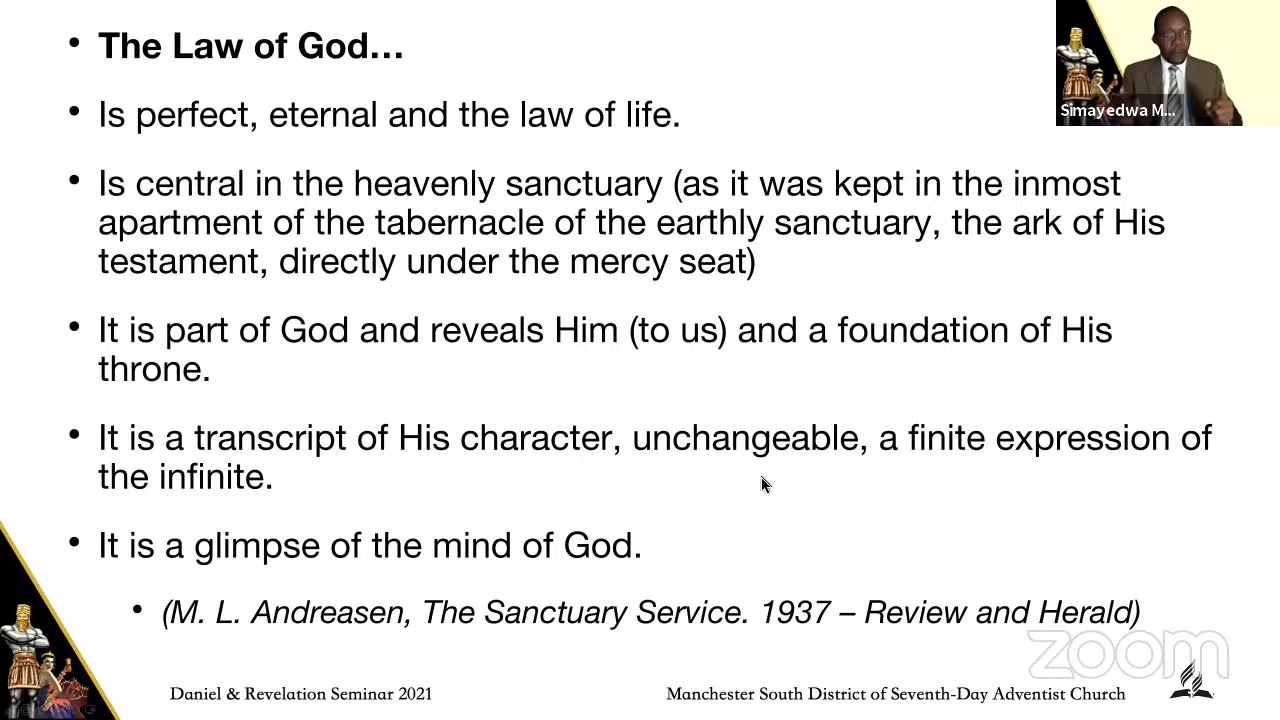 • The Law of God…
• Is perfect, eternal and the law of life.
• Is central in the heavenly sanctuary (as it was kept in the inmost
apartment of the tabernacle of the earthly sanctuary, the ark of His
testament, directly under the mercy seat)
• It is part of God and reveals Him (to us) and a foundation of His
throne.
• It is a transcript of His character, unchangeable, a finite expression of
the infinite.
• It is a glimpse of the mind of God.
• (M. L. Andreasen, The Sanctuary Service. 1937 – Review and Herald)
Simayedwa M...
zoom
Daniel & Revelation Seminar 2021
Manchester South District of Seventh-Day Adventist Church